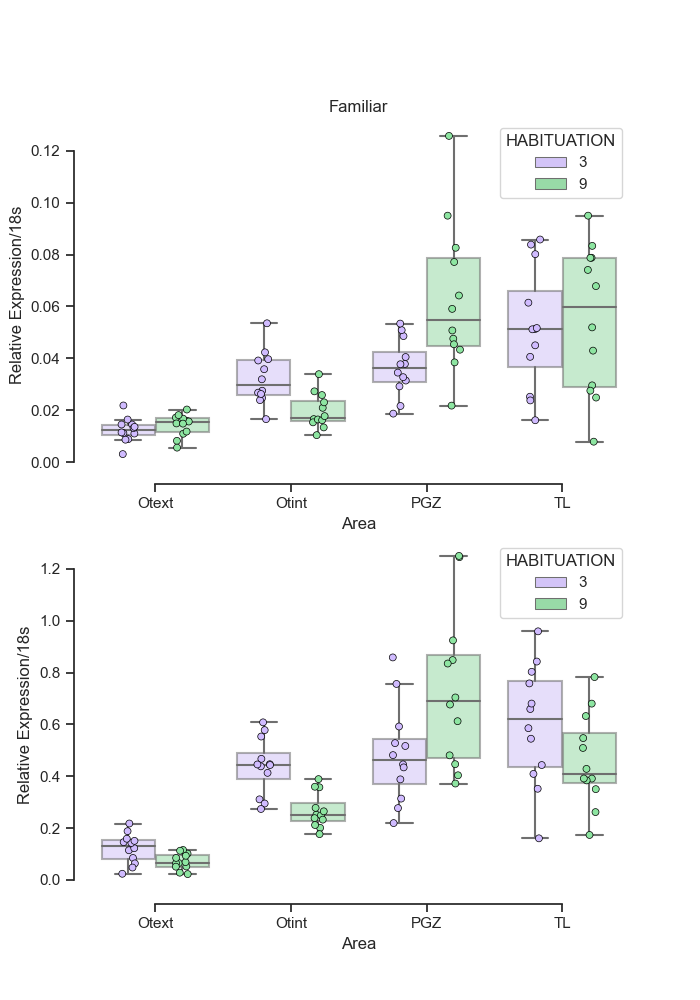 Familiar
HABITUATION
3
9
0.12
0.10
0.08
0.06
0.04
0.02
0.00
Relative Expression/18s
Otext Otint PGZ TL
Area
HABITUATION
3
9
1.2
1.0
0.8
0.6
0.4
0.2
0.0
Relative Expression/18s
Otext Otint PGZ TL
Area